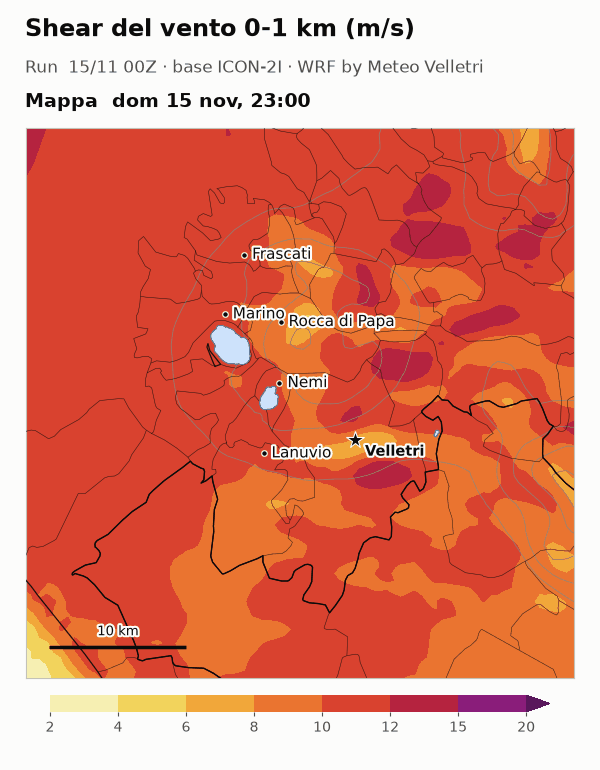 Shear del vento 0-1 km (m/s)
Run  15/11 00Z · base ICON-2I · WRF by Meteo Velletri
Mappa  dom 15 nov, 23:00
Frascati
Marino
Rocca di Papa
Nemi
Velletri
Lanuvio
10 km
2 4 6 8 10 12 15 20